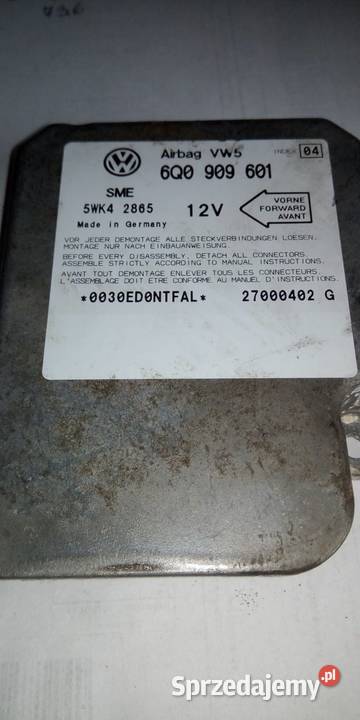 Airbag VW5 INDEX 04
6Q0 909 601
SME
5WK4 2865 12V
Made in Germany
VORNE
FORWARD
AVANT
VOR JEDER DEMONTAGE ALLE STECKVERBINDUNGEN LOESEN.
MONTAGE NUR NACH EINBAUANWEISUNG.
BEFORE EVERY DISASSEMBLY, DETACH ALL CONNECTORS.
ASSEMBLE STRICTLY ACCORDING TO MANUAL INSTRUCTIONS.
AVANT TOUT DEMONTAGE ENLEVER TOUS LES CONNECTEURS.
L'ASSEMBLAGE DOIT ETRE CONFORME AU MANUEL D'INSTRUCTIONS.
*0030ED0NTFAL* 27000402 G
Sprzedajemy.pl